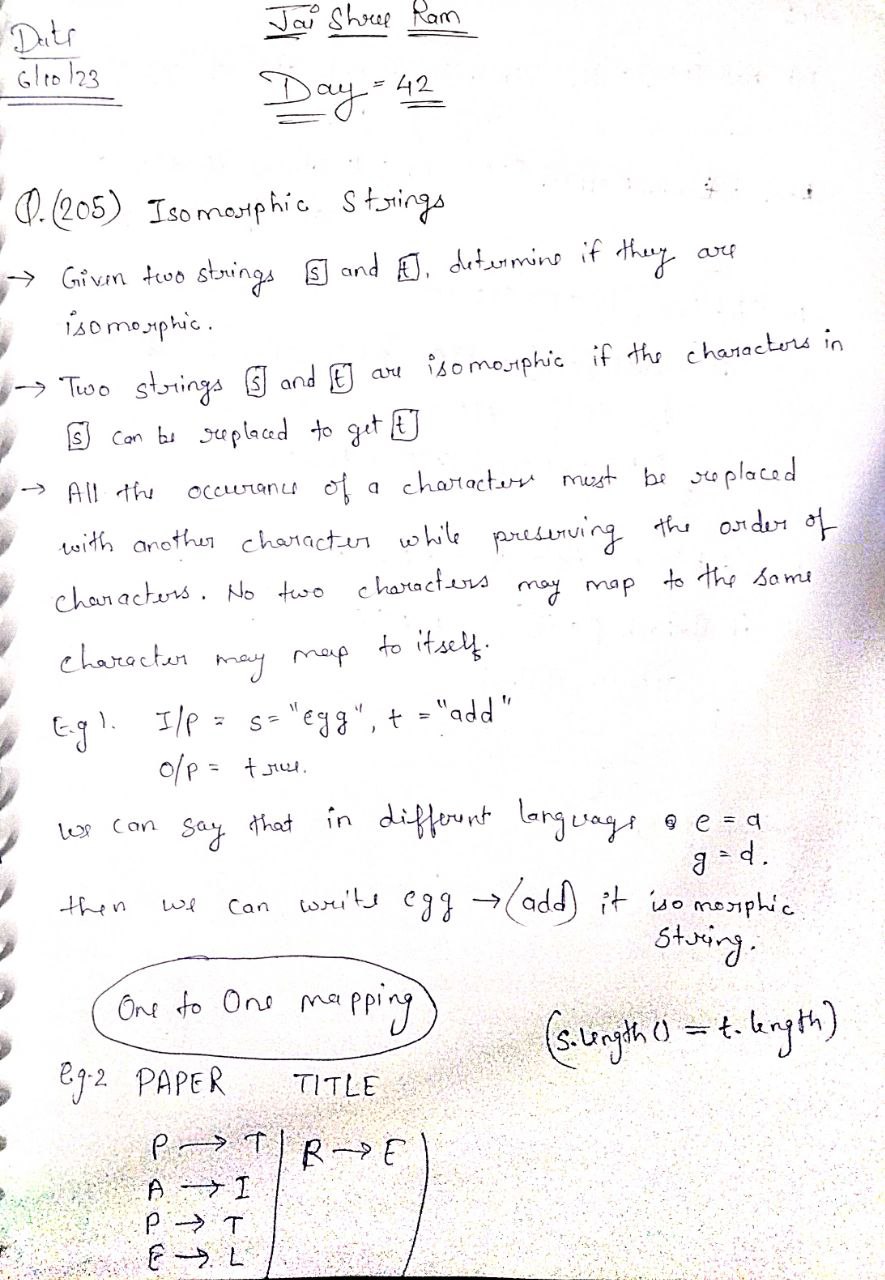 Date
6/10/23
Jai Shree Ram
Day = 42
Q.(205) Isomorphic Strings
→ Given two strings [s] and [t], determine if they are
isomorphic.
→ Two strings [s] and [t] are isomorphic if the characters in
[s] can be replaced to get [t]
→ All the occurance of a character must be replaced
with another character while preserving the order of
characters. No two characters may map to the same
character may map to itself.
E.g 1. I/P = s= "egg", t = "add"
O/P = true.
we can say that in different language e = a
g = d.
then we can write egg → (add) it isomorphic
string.
One to One mapping
(s.length() = t.length)
eg-2 PAPER TITLE
P → T | R → E
A → I
P → T
E → L